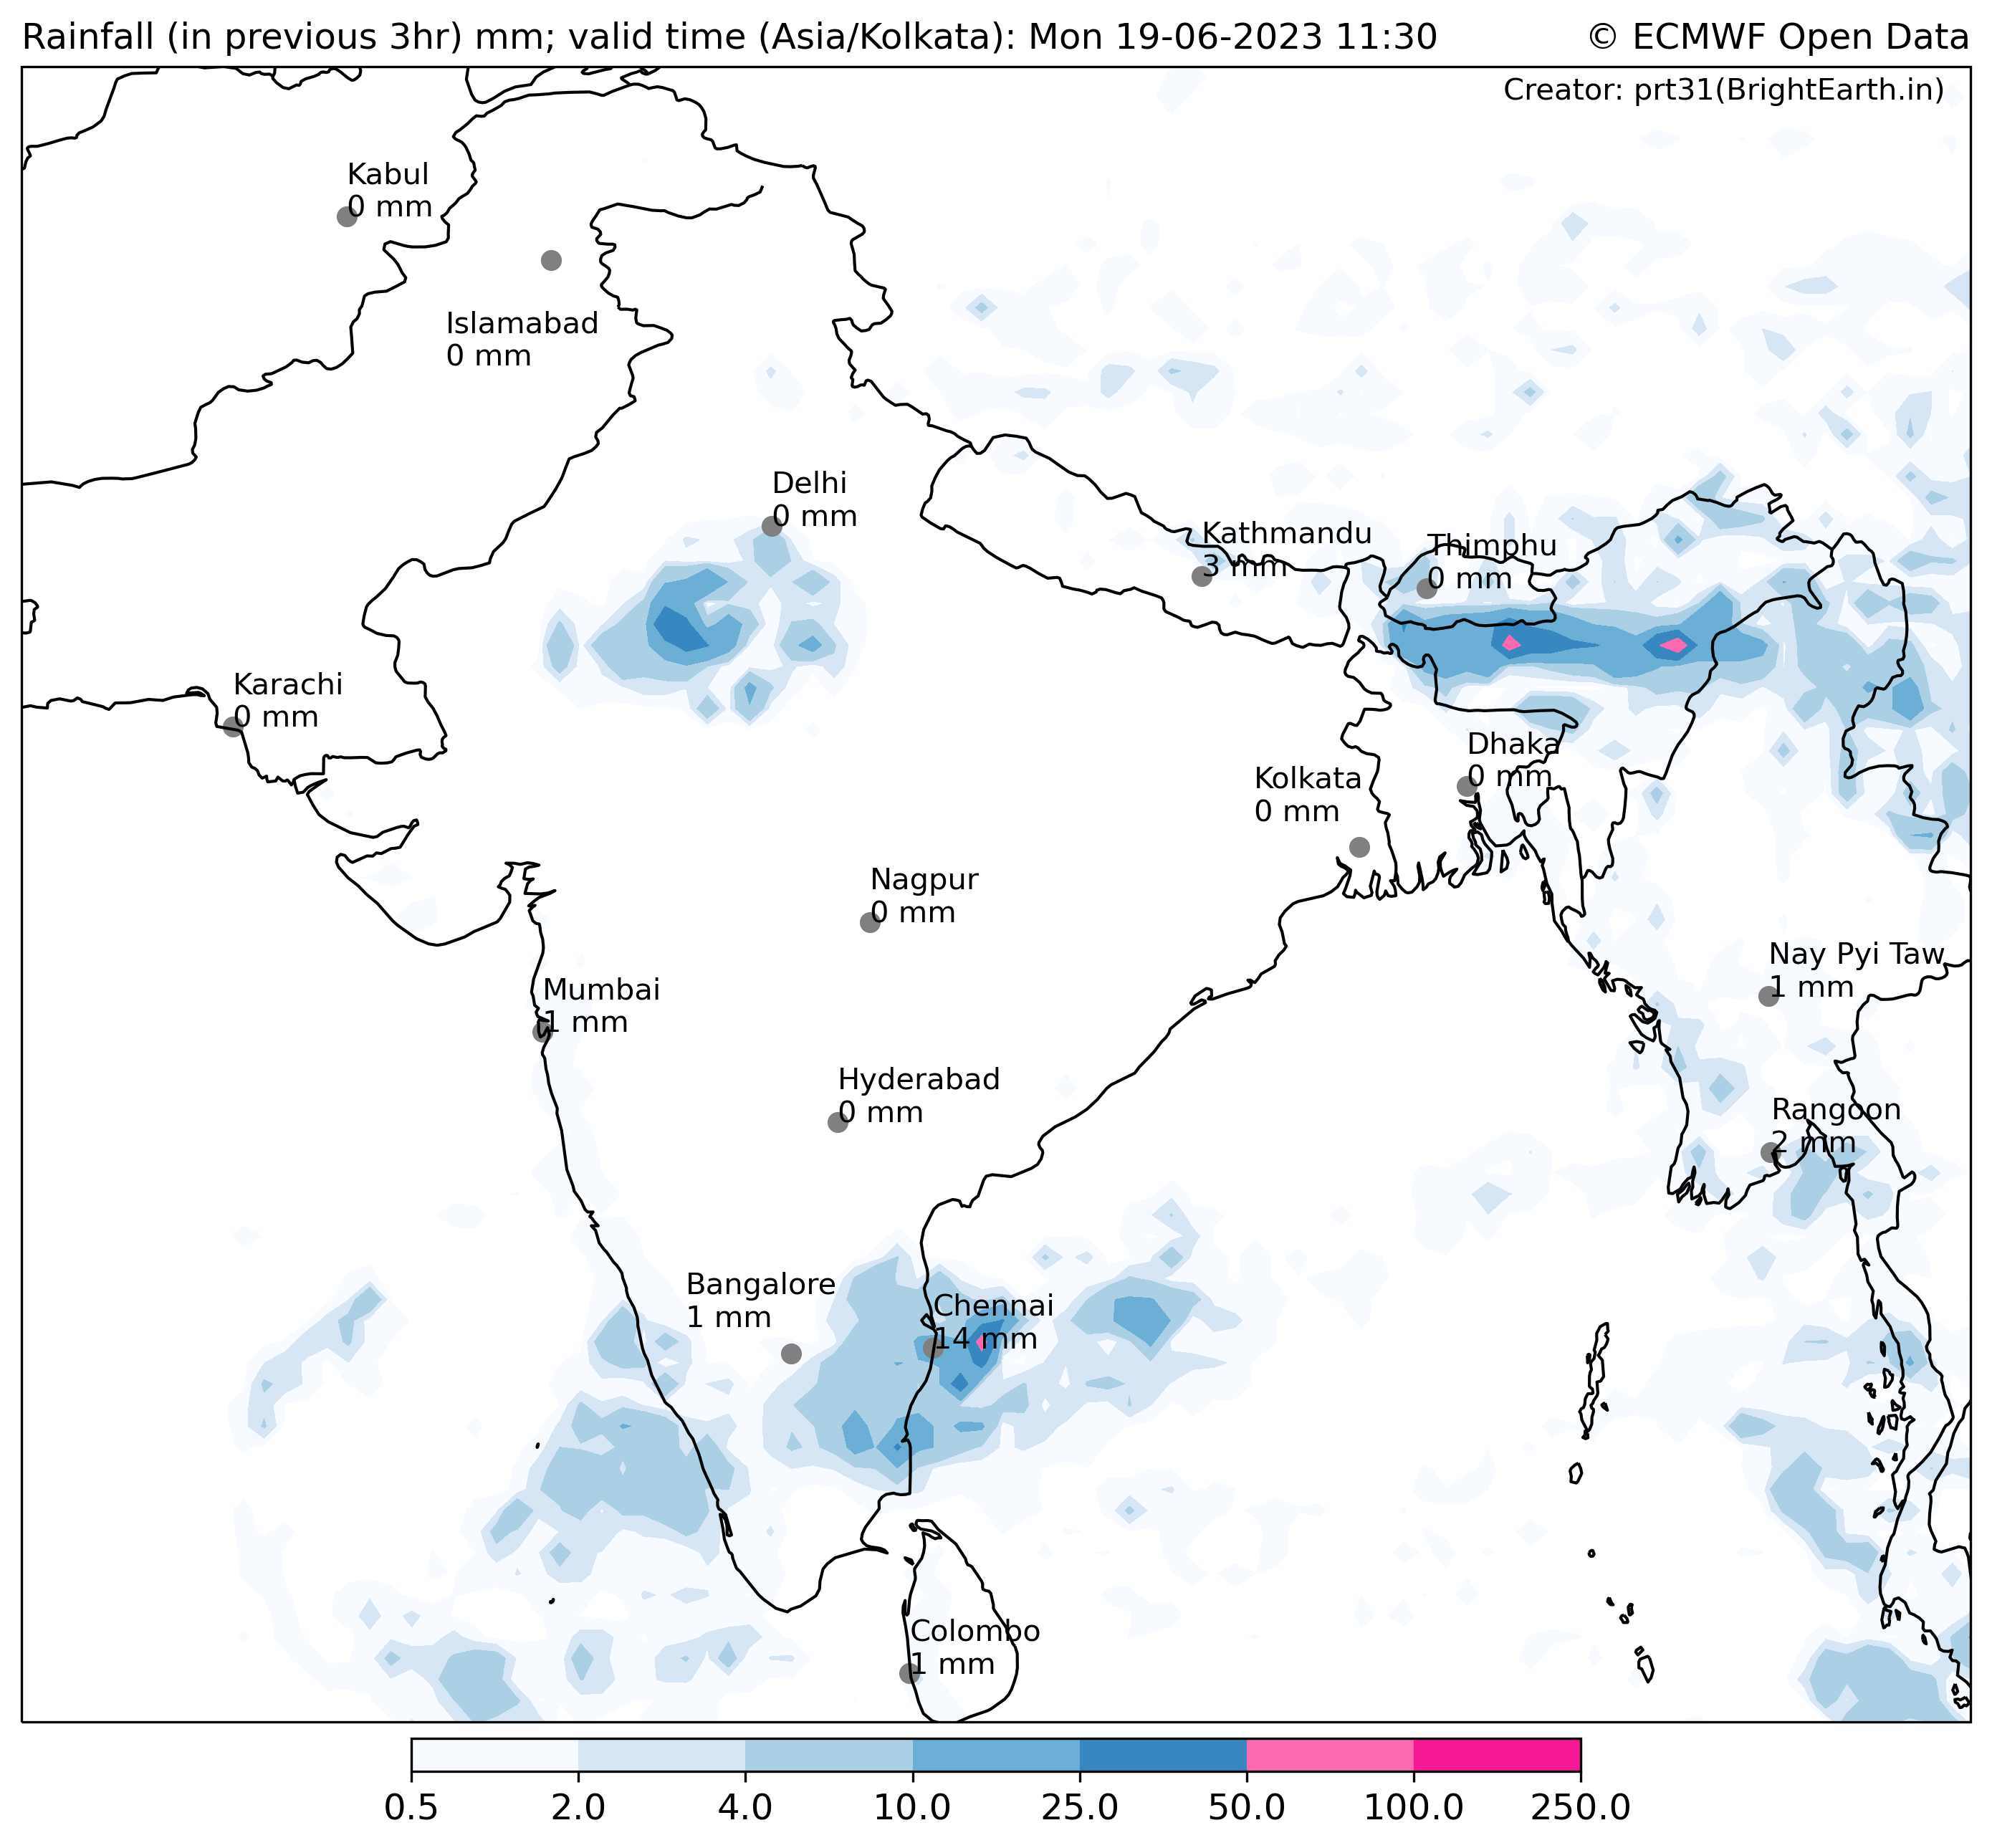 Rainfall (in previous 3hr) mm; valid time (Asia/Kolkata): Mon 19-06-2023 11:30
© ECMWF Open Data
Creator: prt31(BrightEarth.in)
Kabul
0 mm
Islamabad
0 mm
Delhi
0 mm
Kathmandu
3 mm
Thimphu
0 mm
Karachi
0 mm
Dhaka
0 mm
Kolkata
0 mm
Nagpur
0 mm
Nay Pyi Taw
1 mm
Mumbai
1 mm
Hyderabad
0 mm
Rangoon
2 mm
Bangalore
1 mm
Chennai
14 mm
Colombo
1 mm
0.5 2.0 4.0 10.0 25.0 50.0 100.0 250.0